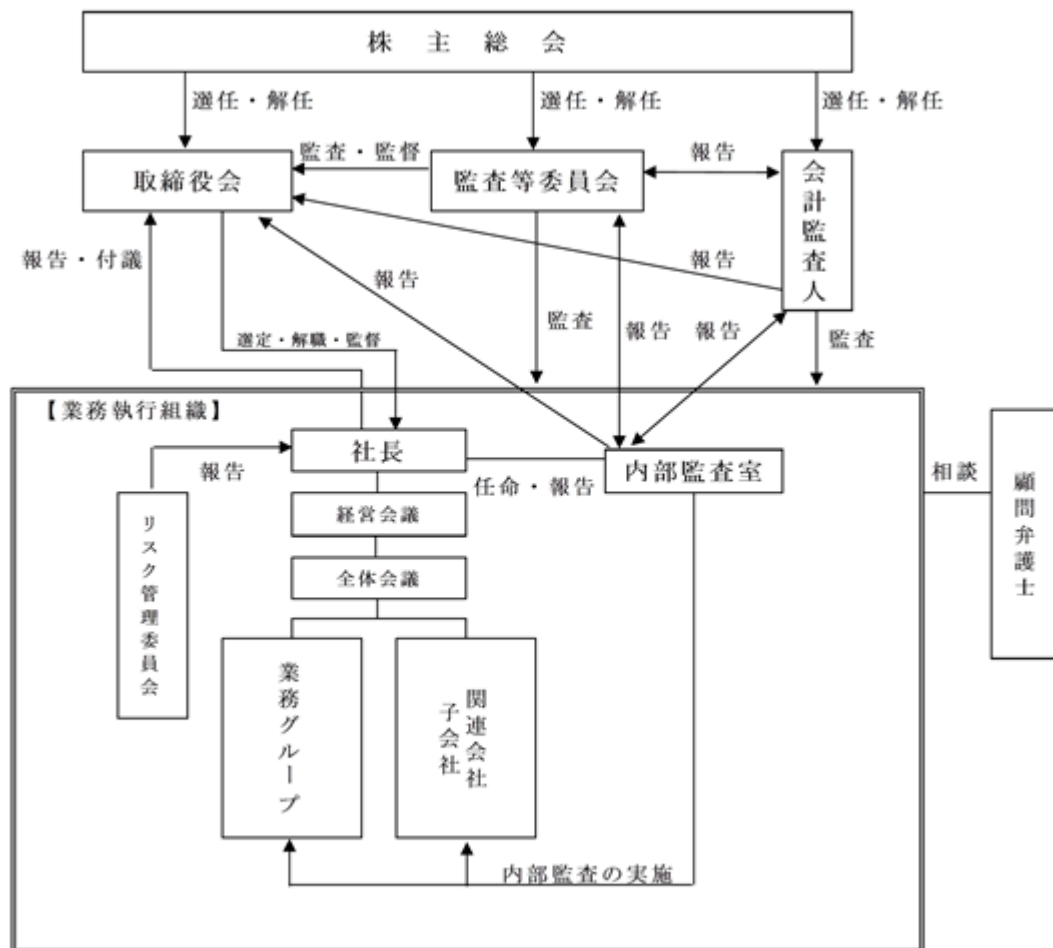 株主総会
選任・解任
選任・解任
選任・解任
取締役会
監査・監督
監査等委員会
報告
会計監査人
報告・付議
報告
報告
選定・解職・監督
監査
報告
報告
監査
【業務執行組織】
社長
報告
任命・報告
内部監査室
相談
顧問弁護士
リスク管理委員会
経営会議
全体会議
業務グループ
関連会社
子会社
内部監査の実施